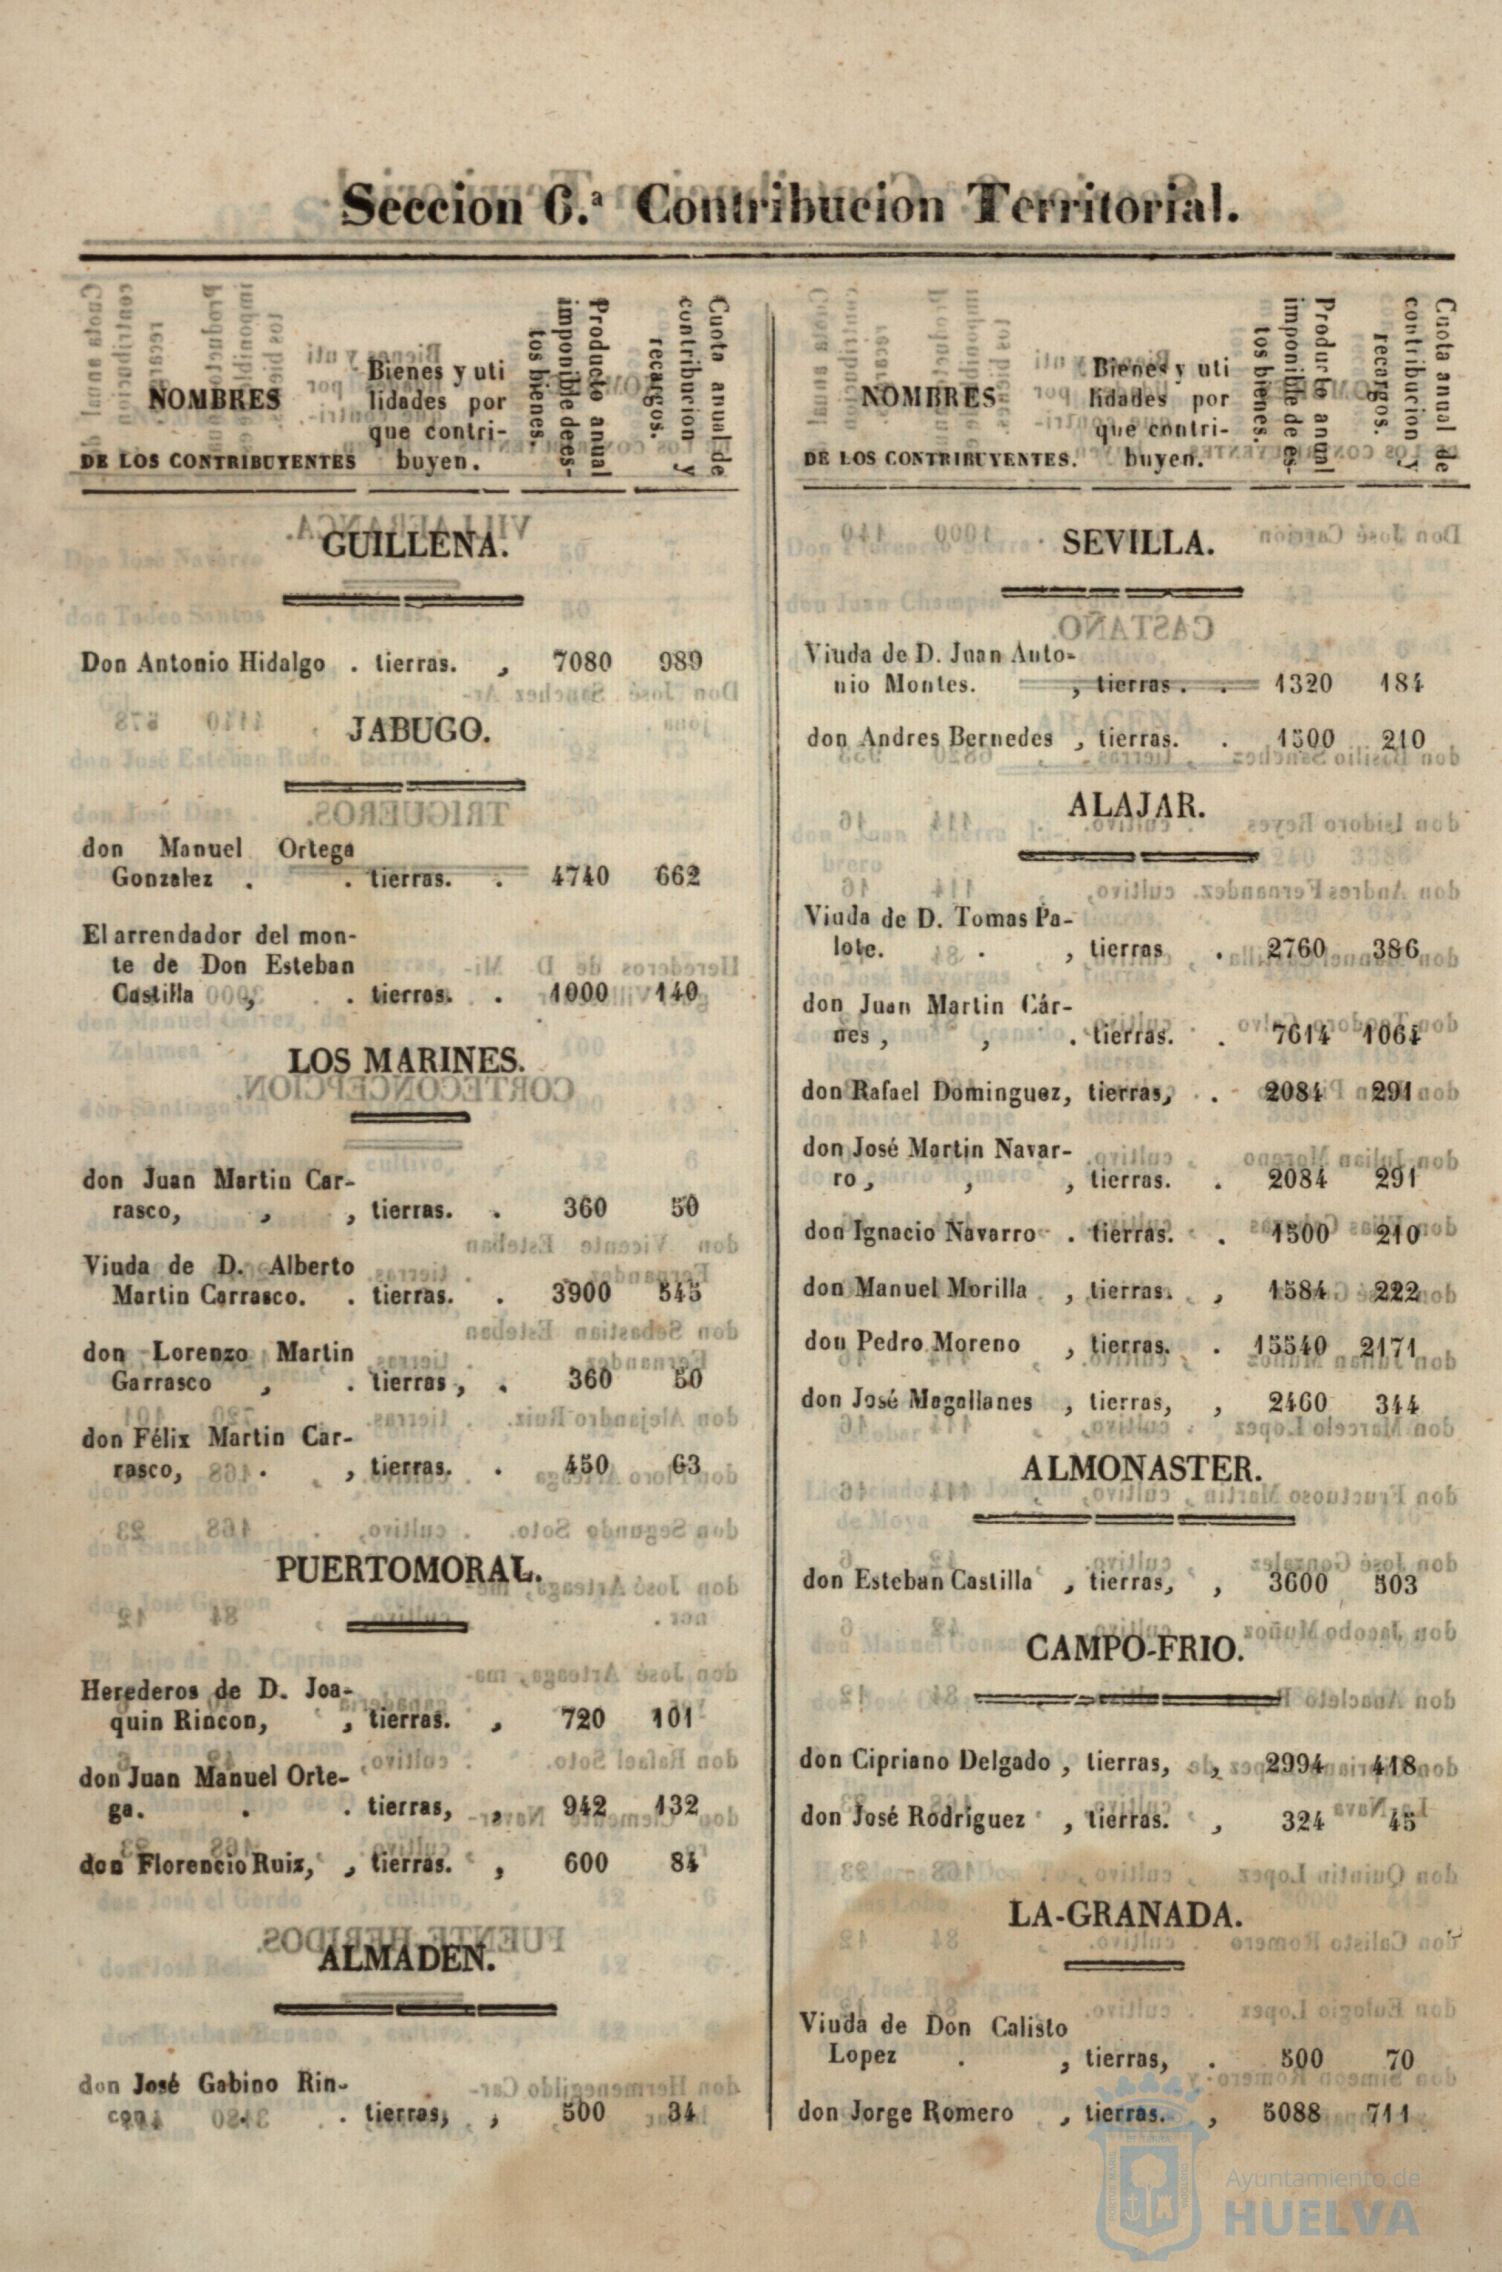 Seccion 6.ª Contribucion Territorial.
NOMBRES
DE LOS CONTRIBUYENTES
Bienes y uti
lidades por
que contri-
buyen.
Producto anual
imponible de es-
tos bienes.
Cuota anual de
contribucion y
recargos.
GUILLENA.
Don Antonio Hidalgo . tierras. , 7080 989
JABUGO.
don Manuel Ortega
Gonzalez . . tierras. . 4740 662
El arrendador del mon-
te de Don Esteban
Castilla , . tierras. . 1000 140
LOS MARINES.
don Juan Martin Car-
rasco, , , tierras. . 360 50
Viuda de D. Alberto
Martin Carrasco. . tierras. . 3900 545
don Lorenzo Martin
Garrasco , . tierras , . 360 50
don Félix Martin Car-
rasco, . , tierras. . 450 63
PUERTOMORAL.
Herederos de D. Joa-
quin Rincon, , tierras. , 720 101
don Juan Manuel Orte-
ga. . . tierras, , 942 132
don Florencio Ruiz, , tierras. , 600 84
ALMADEN.
don José Gabino Rin-
con. . . tierras, , 500 34
NOMBRES
DE LOS CONTRIBUYENTES.
Bienes y uti
lidades por
que contri-
buyen.
Producto anual
imponible de es
tos bienes.
Cuota anual de
contribucion y
recargos.
SEVILLA.
Viuda de D. Juan Anto-
nio Montes. , tierras . . 1320 184
don Andres Bernedes , tierras. . 1500 210
ALAJAR.
Viuda de D. Tomas Pa-
lote. . , tierras . 2760 386
don Juan Martin Cár-
nes , , . tierras. . 7614 1064
don Rafael Dominguez, tierras, . 2084 291
don José Martin Navar-
ro , , , tierras. . 2084 291
don Ignacio Navarro . tierras. . 1500 210
don Manuel Morilla , tierras. , 1584 222
don Pedro Moreno , tierras. . 15540 2171
don José Magallanes , tierras, , 2460 344
ALMONASTER.
don Esteban Castilla , tierras, , 3600 503
CAMPO-FRIO.
don Cipriano Delgado , tierras, , 2994 418
don José Rodriguez , tierras. , 324 45
LA-GRANADA.
Viuda de Don Calisto
Lopez . , tierras, . 500 70
don Jorge Romero , tierras. , 5088 711
Ayuntamiento de
HUELVA